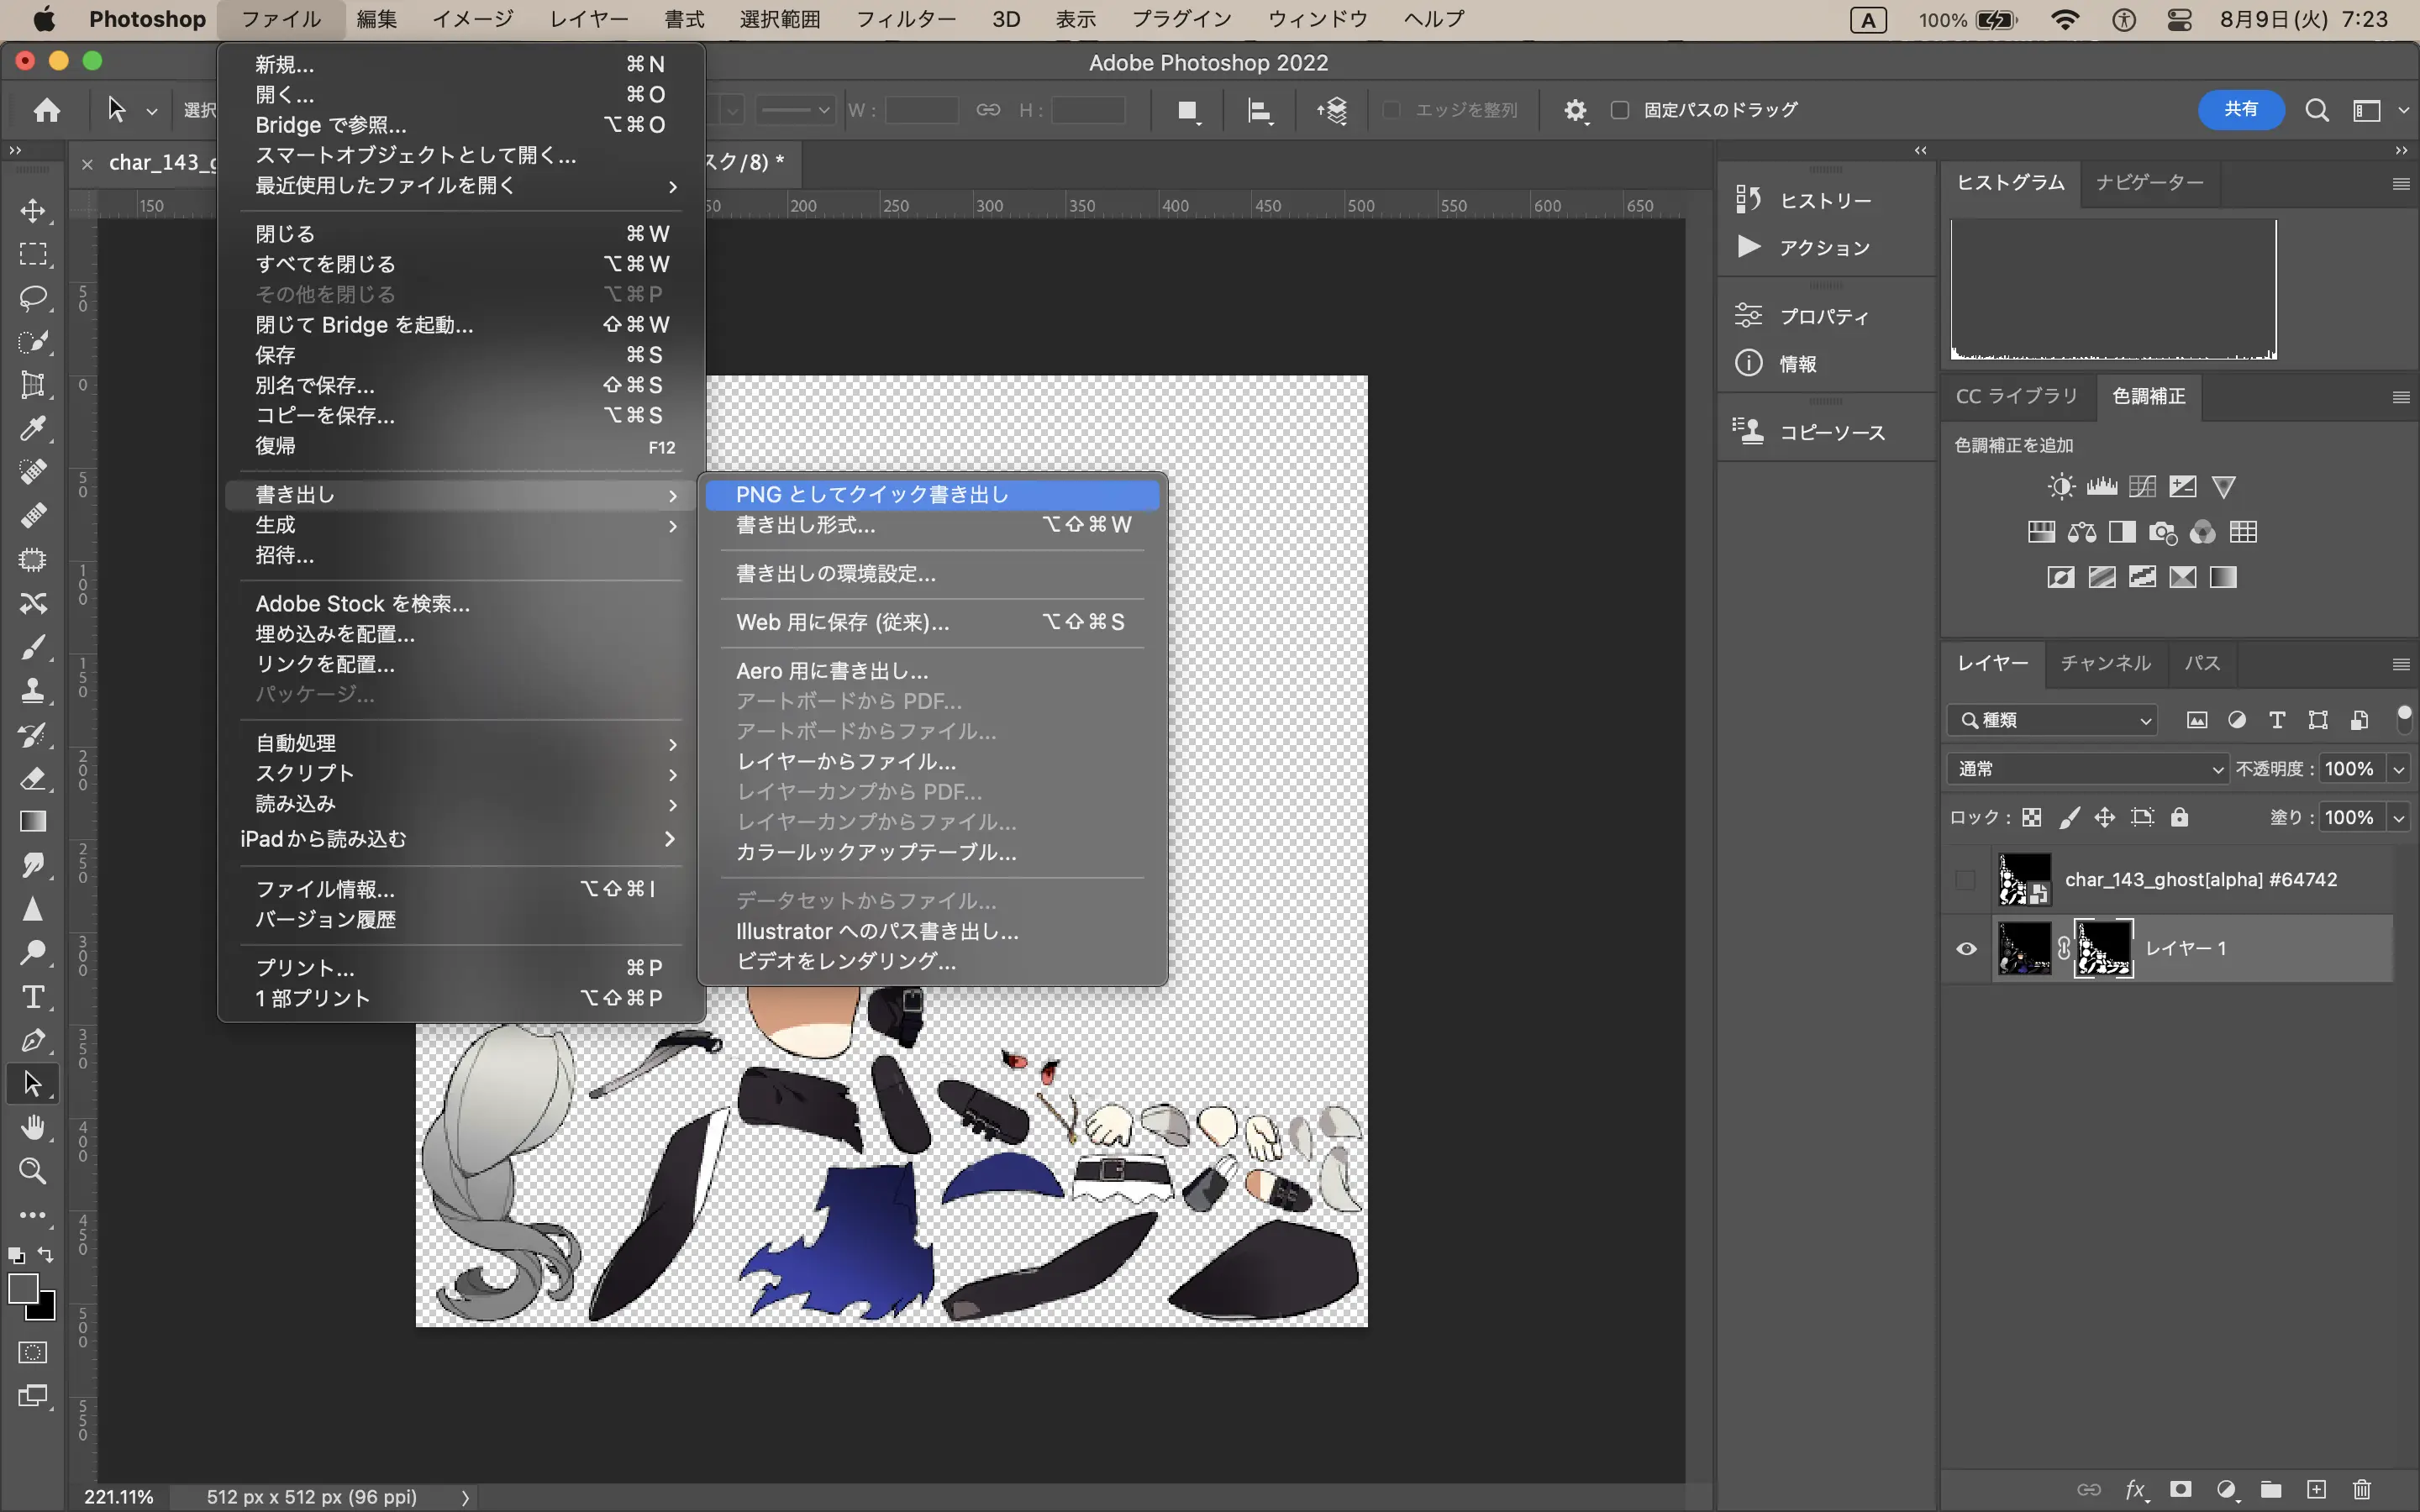 Photoshop ファイル 編集 イメージ レイヤー 書式 選択範囲 フィルター 3D 表示 プラグイン ウィンドウ ヘルプ A 100% 8月9日(火) 7:23
Adobe Photoshop 2022
選択 W: H: エッジを整列 固定パスのドラッグ 共有
char_143_g スク/8) *
150 50 200 250 300 350 400 450 500 550 600 650
50
0
50
100
150
200
250
300
350
400
450
500
550
新規... ⌘N
開く... ⌘O
Bridge で参照... ⌥⌘O
スマートオブジェクトとして開く...
最近使用したファイルを開く >
閉じる ⌘W
すべてを閉じる ⌥⌘W
その他を閉じる ⌥⌘P
閉じて Bridge を起動... ⇧⌘W
保存 ⌘S
別名で保存... ⇧⌘S
コピーを保存... ⌥⌘S
復帰 F12
書き出し >
生成 >
招待...
Adobe Stock を検索...
埋め込みを配置...
リンクを配置...
パッケージ...
自動処理 >
スクリプト >
読み込み >
iPadから読み込む >
ファイル情報... ⌥⇧⌘I
バージョン履歴
プリント... ⌘P
1 部プリント ⌥⇧⌘P
PNG としてクイック書き出し
書き出し形式... ⌥⇧⌘W
書き出しの環境設定...
Web 用に保存 (従来)... ⌥⇧⌘S
Aero 用に書き出し...
アートボードから PDF...
アートボードからファイル...
レイヤーからファイル...
レイヤーカンプから PDF...
レイヤーカンプからファイル...
カラールックアップテーブル...
データセットからファイル...
Illustrator へのパス書き出し...
ビデオをレンダリング...
ヒストリー
アクション
プロパティ
情報
コピーソース
ヒストグラム ナビゲーター
CC ライブラリ 色調補正
色調補正を追加
レイヤー チャンネル パス
種類
通常 不透明度: 100%
ロック: 塗り: 100%
char_143_ghost[alpha] #64742
レイヤー 1
221.11% 512 px x 512 px (96 ppi) >
fx